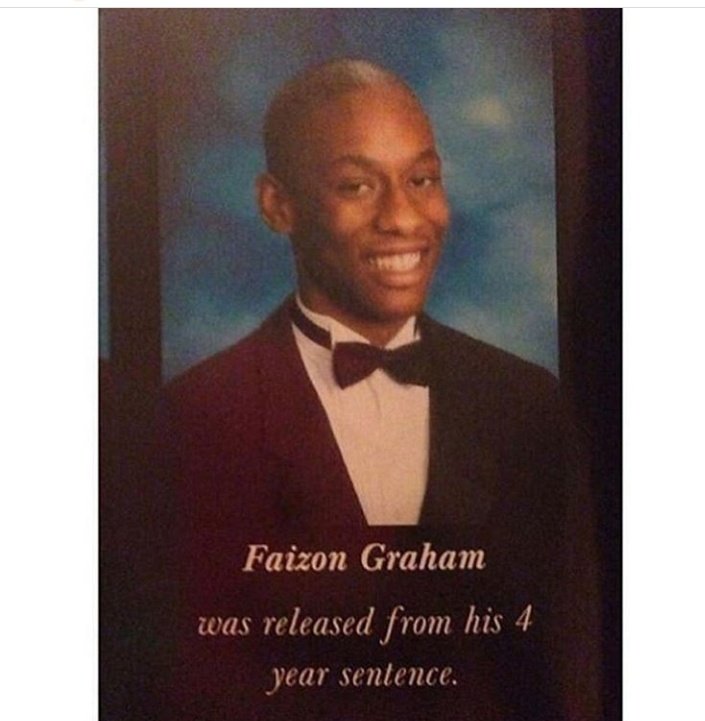 Faizon Graham
was released from his 4
year sentence.